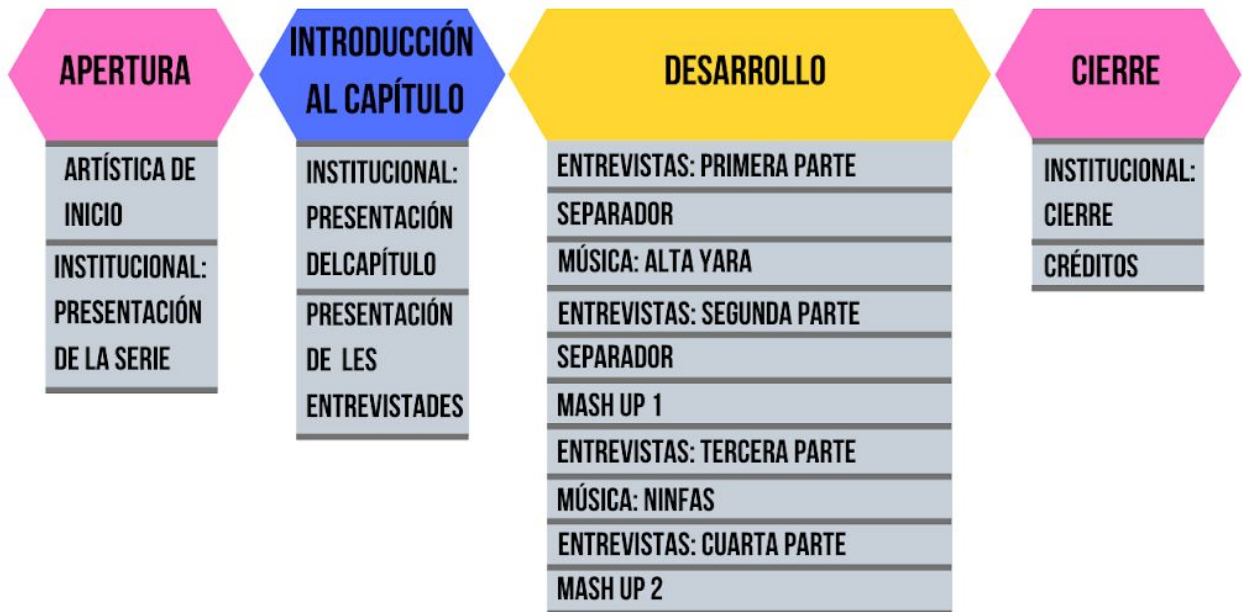 APERTURA
ARTÍSTICA DE
INICIO
INSTITUCIONAL:
PRESENTACIÓN
DE LA SERIE
INTRODUCCIÓN
AL CAPÍTULO
INSTITUCIONAL:
PRESENTACIÓN
DELCAPÍTULO
PRESENTACIÓN
DE LES
ENTREVISTADES
DESARROLLO
ENTREVISTAS: PRIMERA PARTE
SEPARADOR
MÚSICA: ALTA YARA
ENTREVISTAS: SEGUNDA PARTE
SEPARADOR
MASH UP 1
ENTREVISTAS: TERCERA PARTE
MÚSICA: NINFAS
ENTREVISTAS: CUARTA PARTE
MASH UP 2
CIERRE
INSTITUCIONAL:
CIERRE
CRÉDITOS